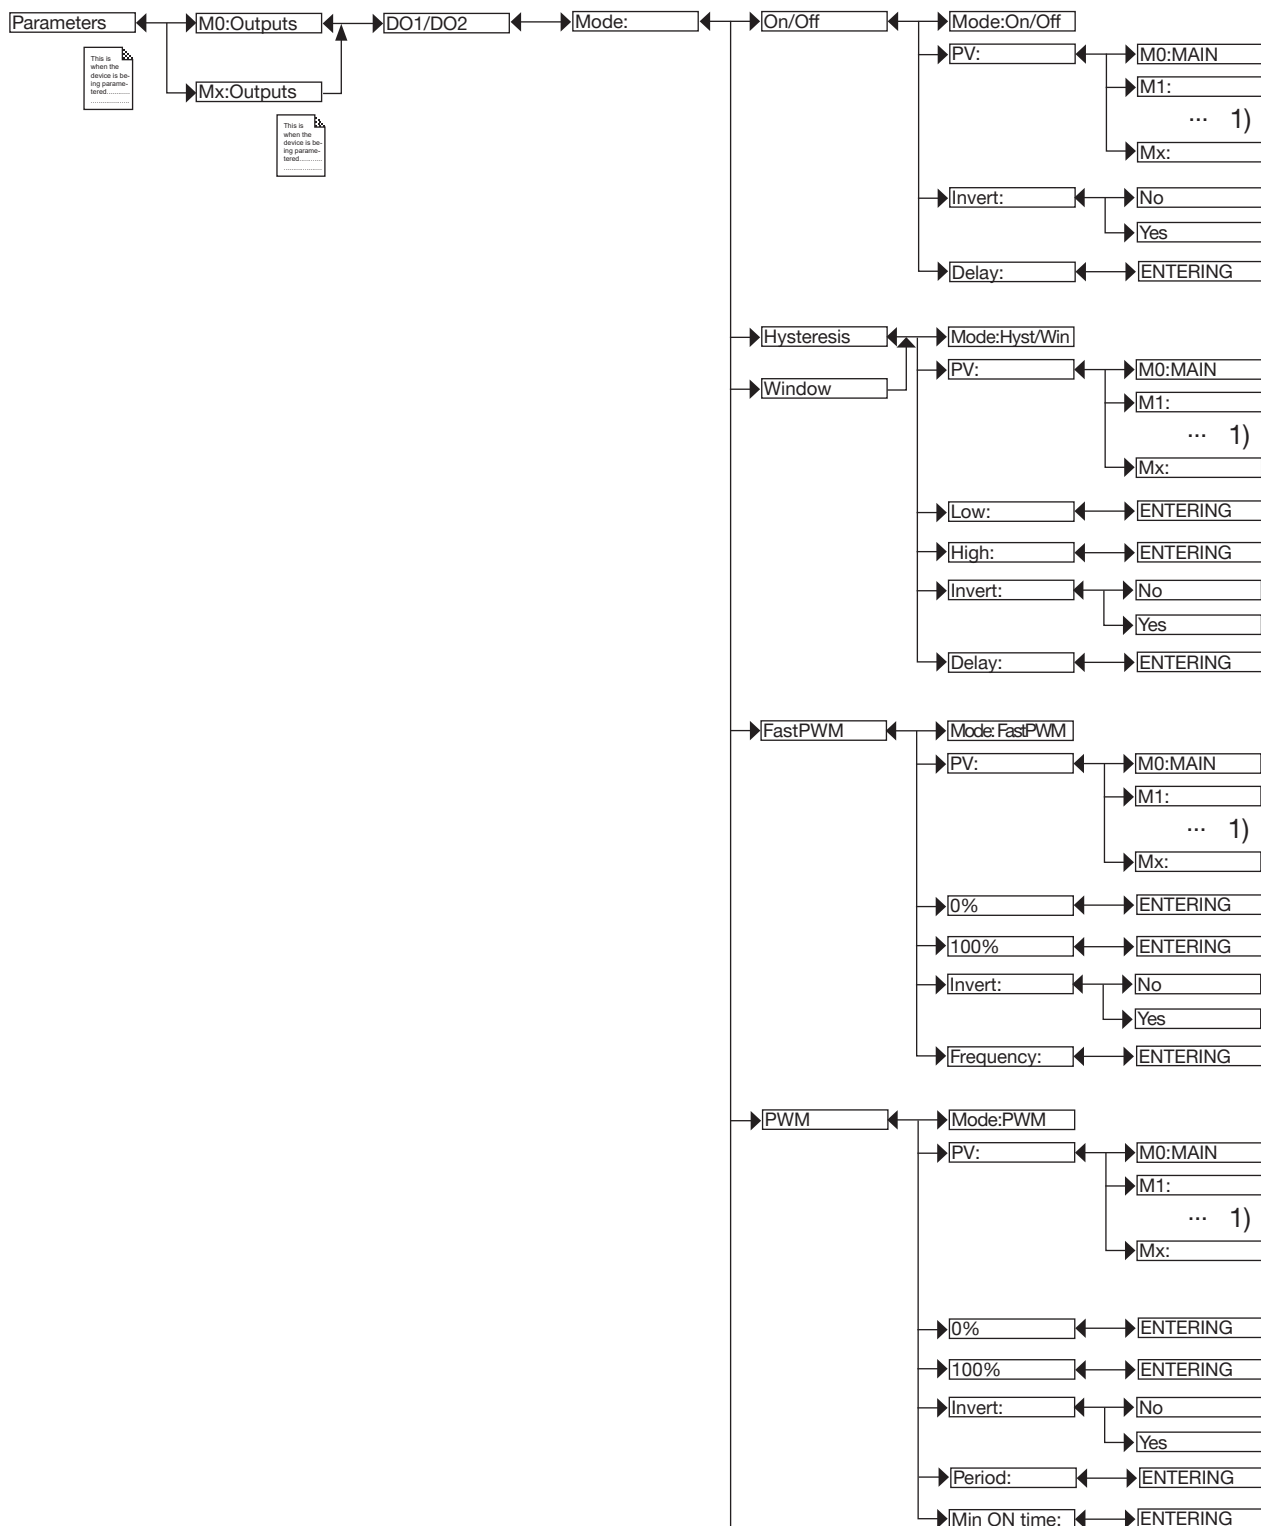 Parameters M0:Outputs DO1/DO2 Mode: On/Off Mode:On/Off
PV: M0:MAIN
This is
when the
device is be-
ing parame-
tered............
....................
Mx:Outputs
M1:
... 1)
This is
when the
device is be-
ing parame-
tered............
....................
Mx:
Invert: No
Yes
Delay: ENTERING
Hysteresis Mode:Hyst/Win
PV: M0:MAIN
Window
M1:
... 1)
Mx:
Low: ENTERING
High: ENTERING
Invert: No
Yes
Delay: ENTERING
FastPWM Mode: FastPWM
PV: M0:MAIN
M1:
... 1)
Mx:
0% ENTERING
100% ENTERING
Invert: No
Yes
Frequency: ENTERING
PWM Mode:PWM
PV: M0:MAIN
M1:
... 1)
Mx:
0% ENTERING
100% ENTERING
Invert: No
Yes
Period: ENTERING
Min ON time: ENTERING